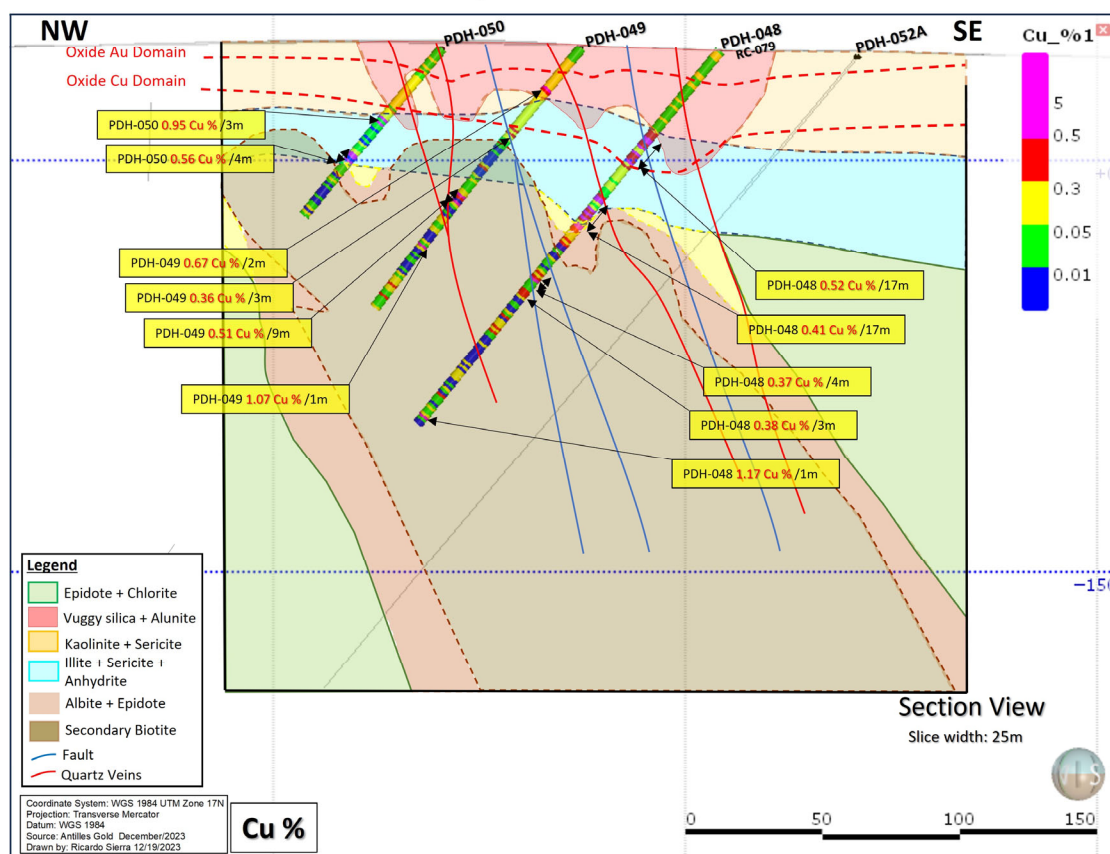 NW
PDH-050
PDH-049
PDH-048
RC-079
PDH-052A
SE
Cu_%1
Oxide Au Domain
Oxide Cu Domain
5
0.5
0.3
0.05
0.01
PDH-050 0.95 Cu % /3m
PDH-050 0.56 Cu % /4m
PDH-049 0.67 Cu % /2m
PDH-049 0.36 Cu % /3m
PDH-049 0.51 Cu % /9m
PDH-049 1.07 Cu % /1m
PDH-048 0.52 Cu % /17m
PDH-048 0.41 Cu % /17m
PDH-048 0.37 Cu % /4m
PDH-048 0.38 Cu % /3m
PDH-048 1.17 Cu % /1m
Legend
Epidote + Chlorite
Vuggy silica + Alunite
Kaolinite + Sericite
Illite + Sericite +
Anhydrite
Albite + Epidote
Secondary Biotite
Fault
Quartz Veins
Section View
Slice width: 25m
Coordinate System: WGS 1984 UTM Zone 17N
Projection: Transverse Mercator
Datum: WGS 1984
Source: Antilles Gold December/2023
Drawn by: Ricardo Sierra 12/19/2023
Cu %
0
50
100
150